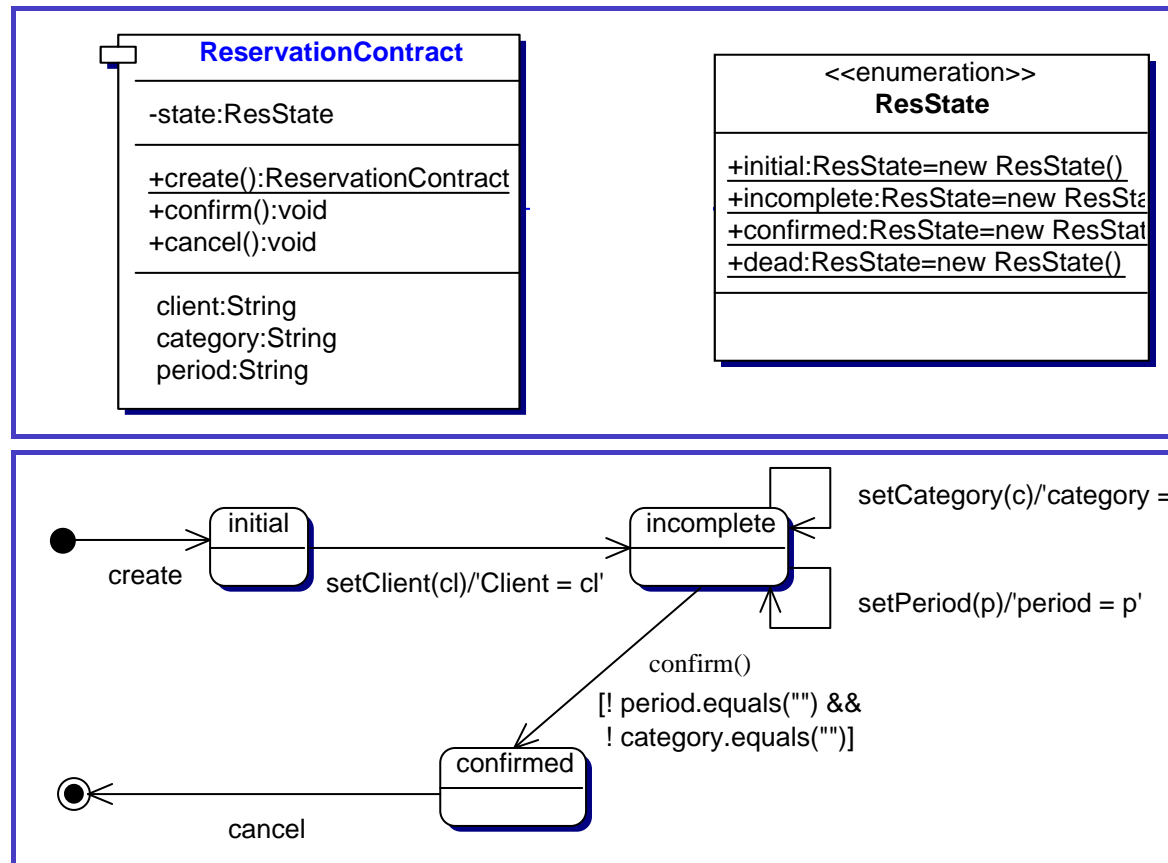 ReservationContract
-state:ResState
+create():ReservationContract
+confirm():void
+cancel():void
client:String
category:String
period:String
<<enumeration>>
ResState
+initial:ResState=new ResState()
+incomplete:ResState=new ResSta
+confirmed:ResState=new ResStat
+dead:ResState=new ResState()
initial
incomplete
setCategory(c)/'category =
create
setClient(cl)/'Client = cl'
setPeriod(p)/'period = p'
confirm()
[! period.equals("") &&
! category.equals("")]
confirmed
cancel